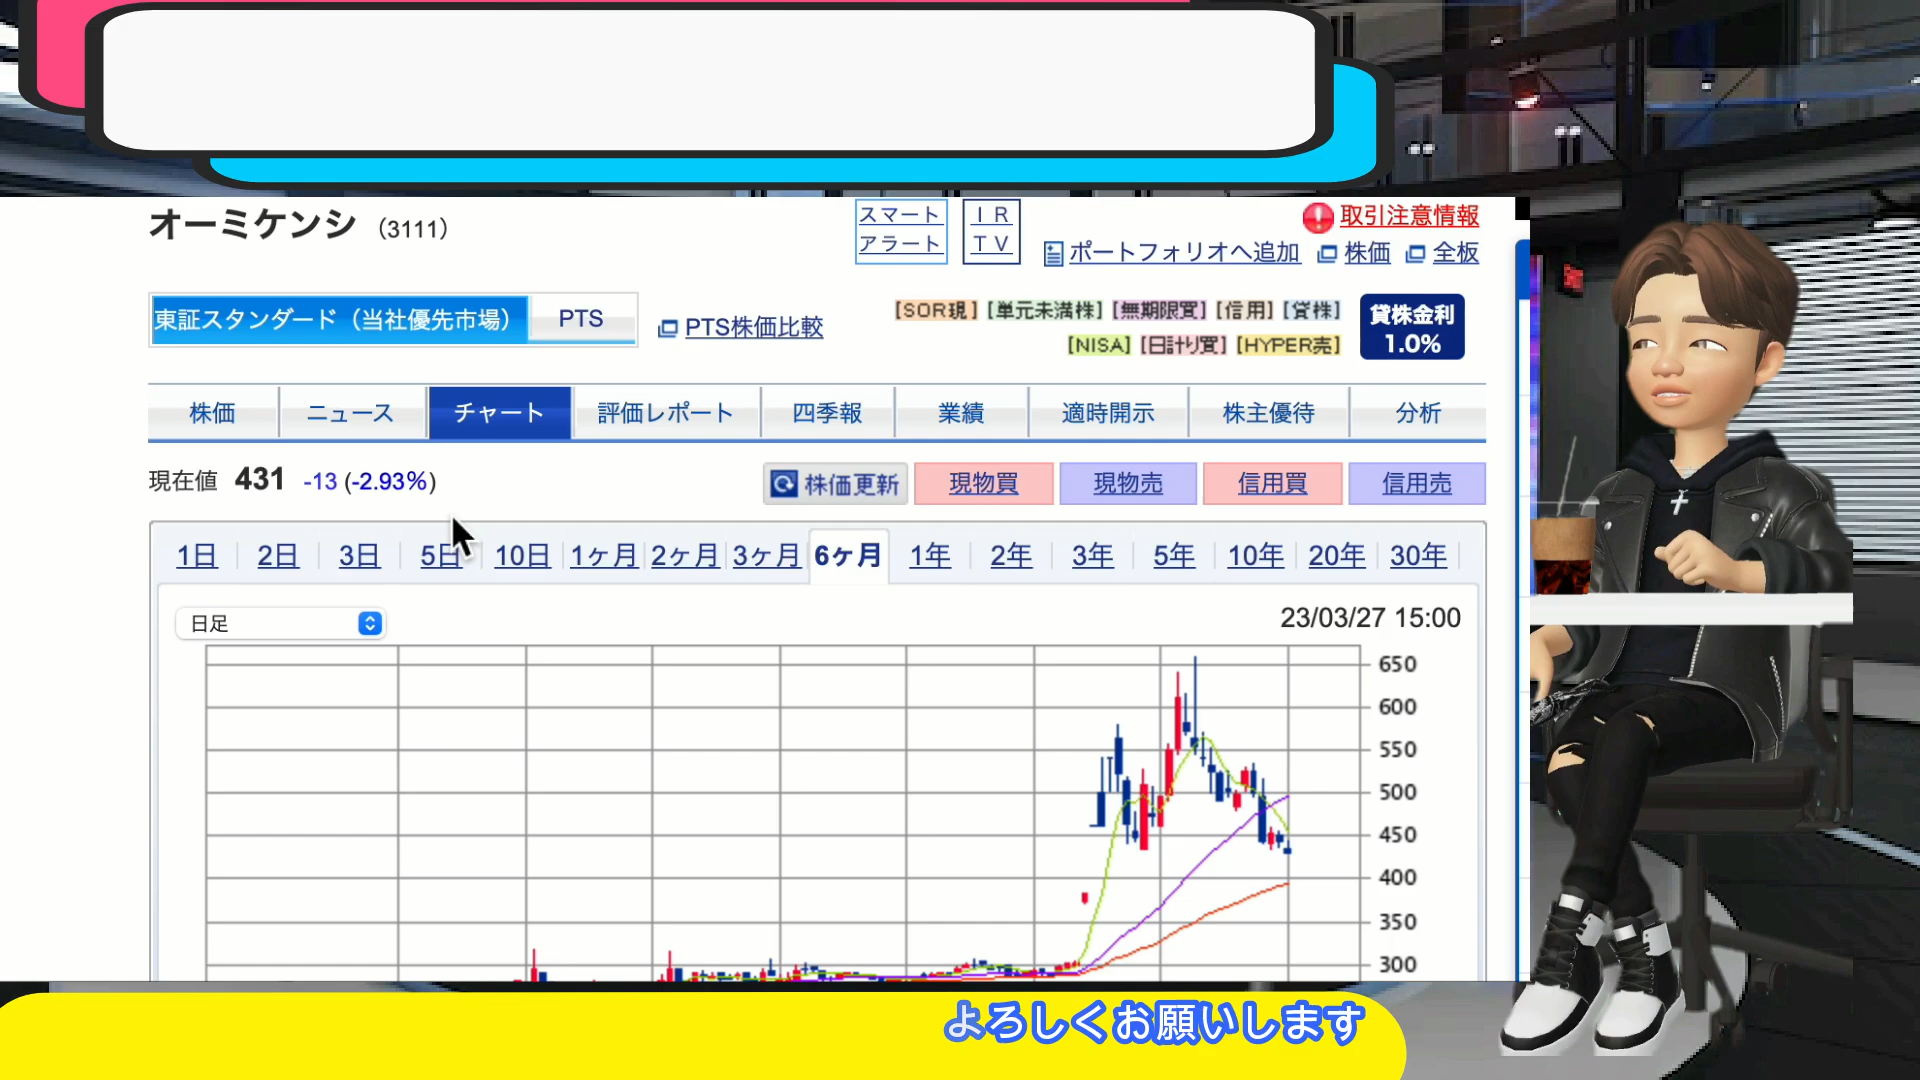 オーミケンシ (3111)
スマート
アラート
IR
TV
取引注意情報
ポートフォリオへ追加 株価 全板
東証スタンダード (当社優先市場) PTS PTS株価比較
[SOR現] [単元未満株] [無期限買] [信用] [貸株]
[NISA] [日計り買] [HYPER売]
貸株金利
1.0%
株価 ニュース チャート 評価レポート 四季報 業績 適時開示 株主優待 分析
現在値 431 -13 (-2.93%) 株価更新 現物買 現物売 信用買 信用売
1日 2日 3日 5日 10日 1ヶ月 2ヶ月 3ヶ月 6ヶ月 1年 2年 3年 5年 10年 20年 30年
日足 23/03/27 15:00
650
600
550
500
450
400
350
300
よろしくお願いします